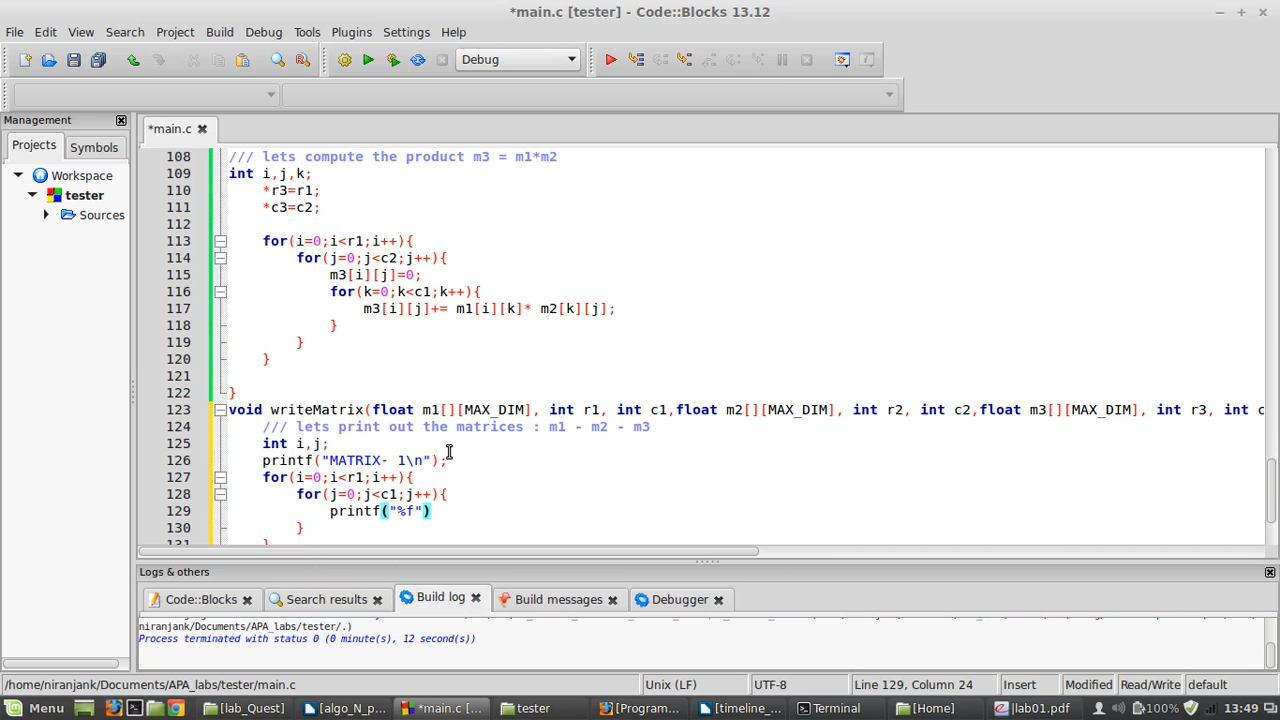 *main.c [tester] - Code::Blocks 13.12
File Edit View Search Project Build Debug Tools Plugins Settings Help
Debug
Management
Projects Symbols
Workspace
tester
Sources
*main.c
108 /// lets compute the product m3 = m1*m2
109 int i,j,k;
110 *r3=r1;
111 *c3=c2;
112
113 for(i=0;i<r1;i++){
114 for(j=0;j<c2;j++){
115 m3[i][j]=0;
116 for(k=0;k<c1;k++){
117 m3[i][j]+= m1[i][k]* m2[k][j];
118 }
119 }
120 }
121
122 }
123 void writeMatrix(float m1[][MAX_DIM], int r1, int c1,float m2[][MAX_DIM], int r2, int c2,float m3[][MAX_DIM], int r3, int c
124 /// lets print out the matrices : m1 - m2 - m3
125 int i,j;
126 printf("MATRIX- 1\n");
127 for(i=0;i<r1;i++){
128 for(j=0;j<c1;j++){
129 printf("%f")
130 }
131 }
Logs & others
Code::Blocks Search results Build log Build messages Debugger
niranjank/Documents/APA_labs/tester/.)
Process terminated with status 0 (0 minute(s), 12 second(s))
/home/niranjank/Documents/APA_labs/tester/main.c Unix (LF) UTF-8 Line 129, Column 24 Insert Modified Read/Write default
Menu [lab_Quest] [algo_N_p... *main.c [... tester [Program... [timeline_... Terminal [Home] lab01.pdf 100% 13:49